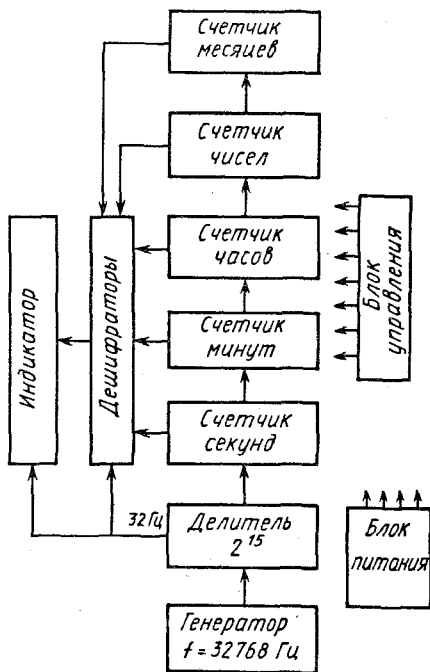 Счетчик
месяцев
Счетчик
чисел
Счетчик
часов
Счетчик
минут
Счетчик
секунд
Индикатор
Дешифраторы
Блок
управления
32 Гц
Делитель
2¹⁵
Блок
питания
Генератор
f = 32768 Гц